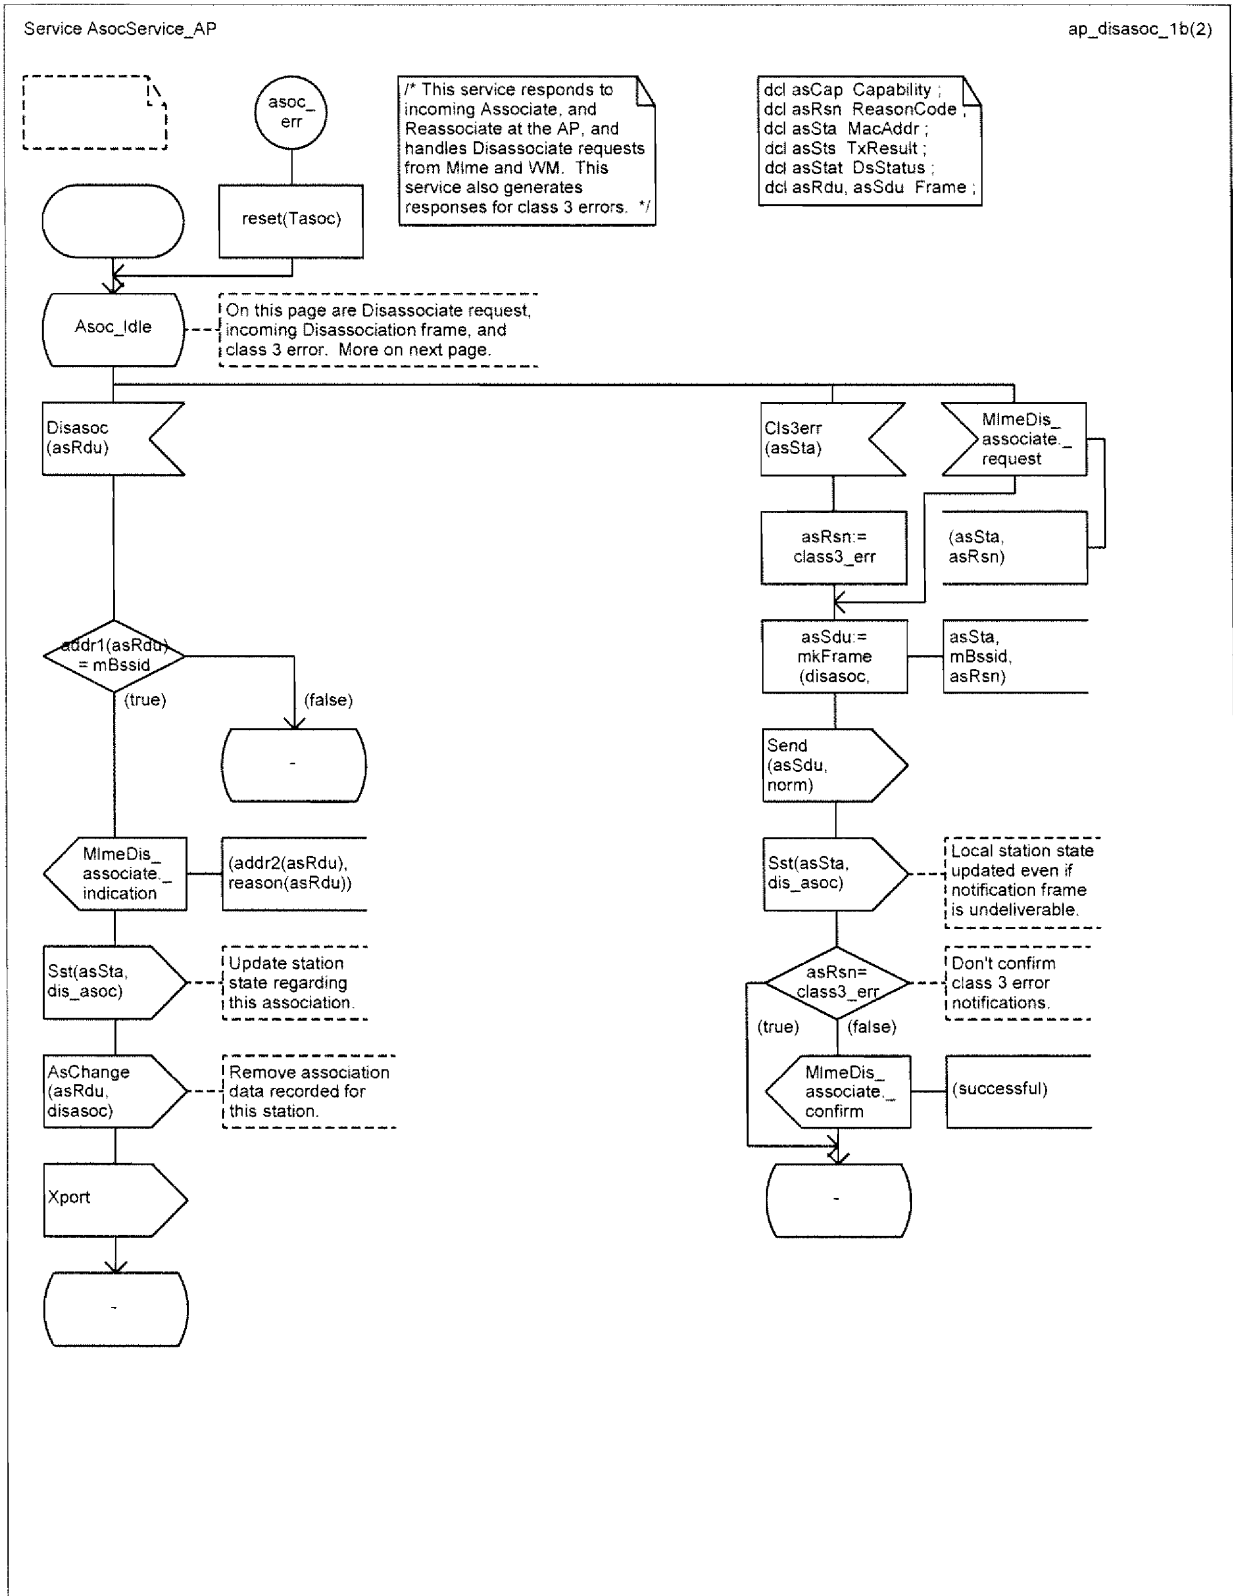 Service AsocService_AP
ap_disasoc_1b(2)
asoc_
err
/* This service responds to
incoming Associate, and
Reassociate at the AP, and
handles Disassociate requests
from Mlme and WM. This
service also generates
responses for class 3 errors. */
dcl asCap Capability ;
dcl asRsn ReasonCode ;
dcl asSta MacAddr ;
dcl asSts TxResult ;
dcl asStat DsStatus ;
dcl asRdu, asSdu Frame ;
reset(Tasoc)
Asoc_Idle
On this page are Disassociate request,
incoming Disassociation frame, and
class 3 error. More on next page.
Disasoc
(asRdu)
Cls3err
(asSta)
MlmeDis_
associate._
request
asRsn:=
class3_err
(asSta,
asRsn)
addr1(asRdu)
= mBssid
(true)
(false)
-
asSdu:=
mkFrame
(disasoc,
asSta,
mBssid,
asRsn)
Send
(asSdu,
norm)
MlmeDis_
associate._
indication
(addr2(asRdu),
reason(asRdu))
Sst(asSta,
dis_asoc)
Local station state
updated even if
notification frame
is undeliverable.
Sst(asSta,
dis_asoc)
Update station
state regarding
this association.
asRsn=
class3_err
Don't confirm
class 3 error
notifications.
(true)
(false)
AsChange
(asRdu,
disasoc)
Remove association
data recorded for
this station.
MlmeDis_
associate._
confirm
(successful)
Xport
-
-